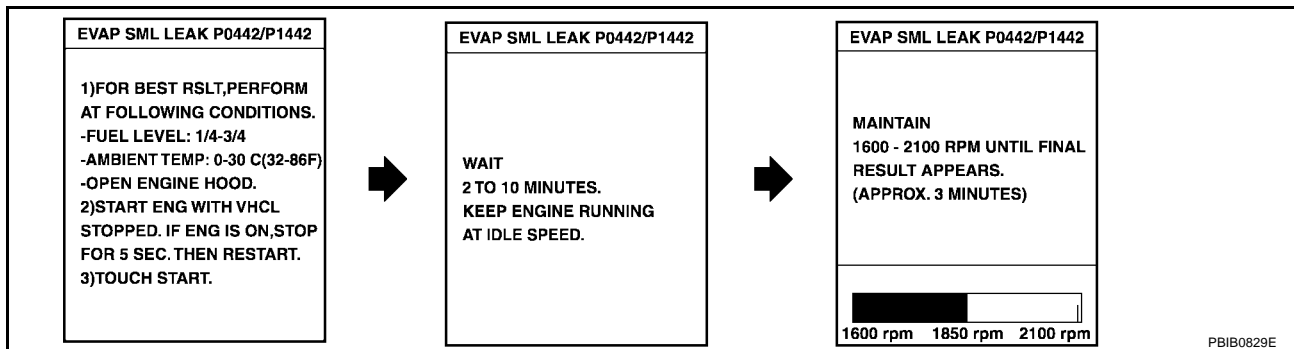 EVAP SML LEAK P0442/P1442
1)FOR BEST RSLT,PERFORM
AT FOLLOWING CONDITIONS.
-FUEL LEVEL: 1/4-3/4
-AMBIENT TEMP: 0-30 C(32-86F)
-OPEN ENGINE HOOD.
2)START ENG WITH VHCL
STOPPED. IF ENG IS ON,STOP
FOR 5 SEC. THEN RESTART.
3)TOUCH START.
EVAP SML LEAK P0442/P1442
WAIT
2 TO 10 MINUTES.
KEEP ENGINE RUNNING
AT IDLE SPEED.
EVAP SML LEAK P0442/P1442
MAINTAIN
1600 - 2100 RPM UNTIL FINAL
RESULT APPEARS.
(APPROX. 3 MINUTES)
1600 rpm 1850 rpm 2100 rpm
PBIB0829E